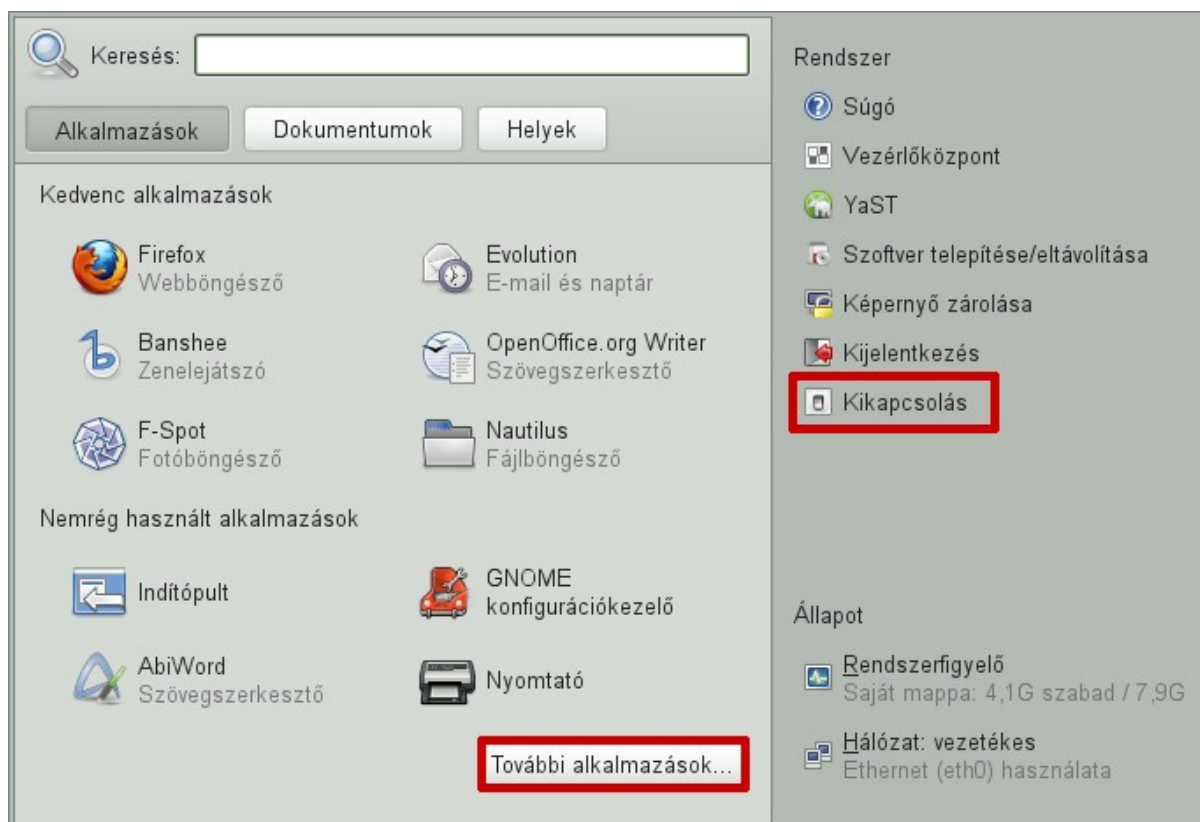 Keresés:
Alkalmazások
Dokumentumok
Helyek
Kedvenc alkalmazások
Firefox
Webböngésző
Evolution
E-mail és naptár
Banshee
Zenelejátszó
OpenOffice.org Writer
Szövegszerkesztő
F-Spot
Fotóböngésző
Nautilus
Fájlböngésző
Nemrég használt alkalmazások
Indítópult
GNOME
konfigurációkezelő
AbiWord
Szövegszerkesztő
Nyomtató
További alkalmazások...
Rendszer
Súgó
Vezérlőközpont
YaST
Szoftver telepítése/eltávolítása
Képernyő zárolása
Kijelentkezés
Kikapcsolás
Állapot
Rendszerfigyelő
Saját mappa: 4,1G szabad / 7,9G
Hálózat: vezetékes
Ethernet (eth0) használata